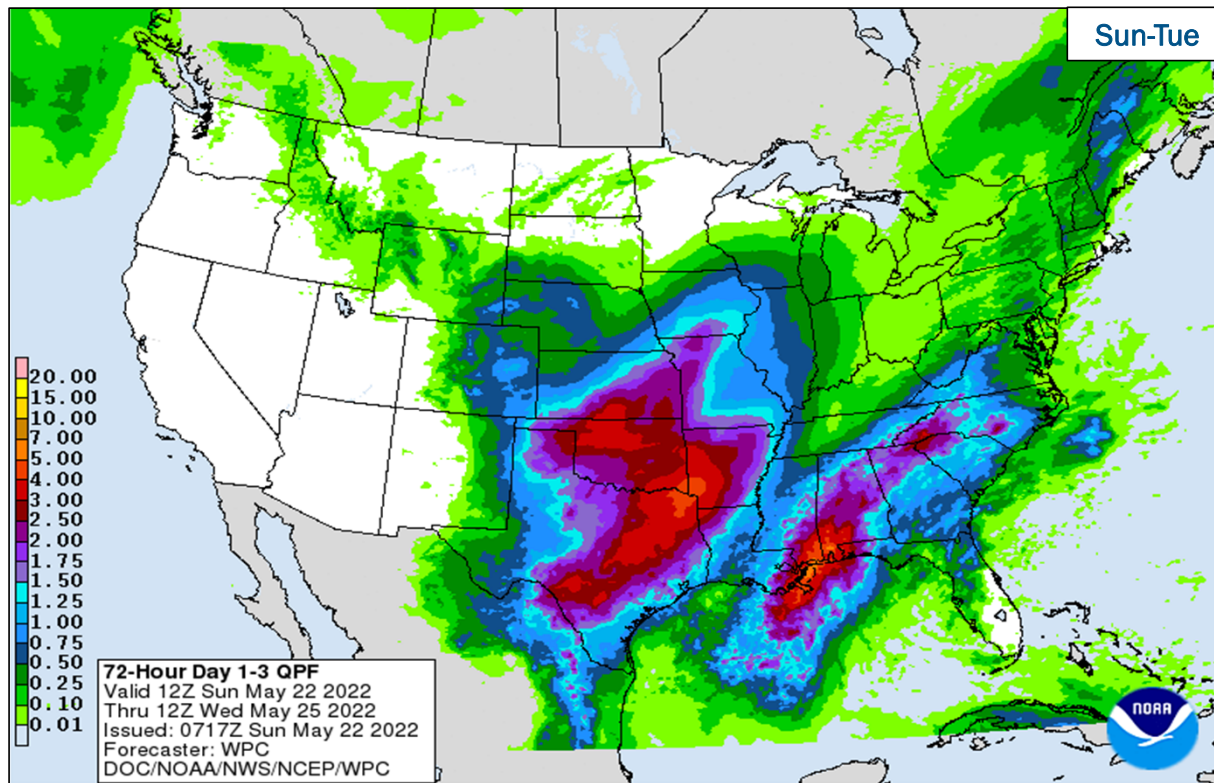 Sun-Tue
20.00
15.00
10.00
7.00
5.00
4.00
3.00
2.50
2.00
1.75
1.50
1.25
1.00
0.75
0.50
0.25
0.10
0.01
72-Hour Day 1-3 QPF
Valid 12Z Sun May 22 2022
Thru 12Z Wed May 25 2022
Issued: 0717Z Sun May 22 2022
Forecaster: WPC
DOC/NOAA/NWS/NCEP/WPC
NOAA